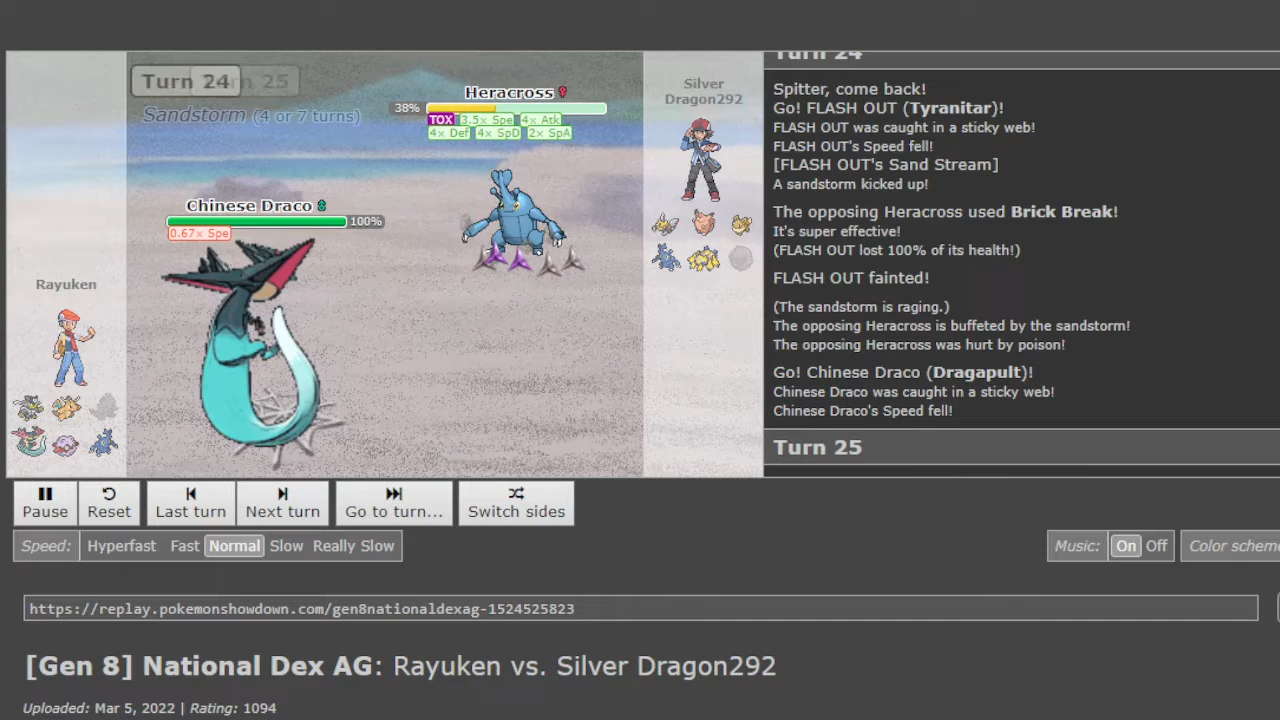 Turn 24
Turn 25
Sandstorm (4 or 7 turns)
Heracross
38%
TOX 3.5× Spe 4× Atk
4× Def 4× SpD 2× SpA
Chinese Draco
100%
0.67× Spe
Rayuken
Silver
Dragon292
Turn 24
Spitter, come back!
Go! FLASH OUT (Tyranitar)!
FLASH OUT was caught in a sticky web!
FLASH OUT's Speed fell!
[FLASH OUT's Sand Stream]
A sandstorm kicked up!
The opposing Heracross used Brick Break!
It's super effective!
(FLASH OUT lost 100% of its health!)
FLASH OUT fainted!
(The sandstorm is raging.)
The opposing Heracross is buffeted by the sandstorm!
The opposing Heracross was hurt by poison!
Go! Chinese Draco (Dragapult)!
Chinese Draco was caught in a sticky web!
Chinese Draco's Speed fell!
Turn 25
Pause Reset Last turn Next turn Go to turn... Switch sides
Speed: Hyperfast Fast Normal Slow Really Slow
Music: On Off Color schem
https://replay.pokemonshowdown.com/gen8nationaldexag-1524525823
[Gen 8] National Dex AG: Rayuken vs. Silver Dragon292
Uploaded: Mar 5, 2022 | Rating: 1094